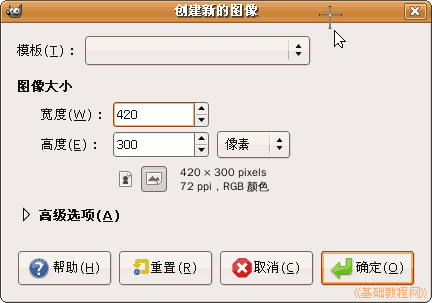 创建新的图像
模板(T)：
图像大小
宽度(W)： 420
高度(E)： 300 像素
420 × 300 pixels
72 ppi，RGB 颜色
高级选项(A)
帮助(H) 重置(R) 取消(C) 确定(O)
《基础教程网》